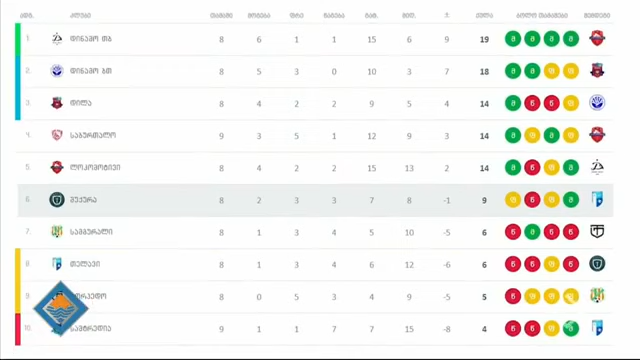 ადგ. კლუბი თამაში მოგება ფრე წაგება გატ. მიღ. +/- ქულა ბოლო თამაშები შემდეგი
1. დინამო თბ 8 6 1 1 15 6 9 19 მ მ მ მ
2. დინამო ბთ 8 5 3 0 10 3 7 18 მ მ ფ ფ
3. დილა 8 4 2 2 9 5 4 14 მ წ წ ფ
4. საბურთალო 9 3 5 1 12 9 3 14 მ ფ მ ფ
5. ლოკომოტივი 8 4 2 2 15 13 2 14 მ წ ფ მ
6. შუქურა 8 2 3 3 7 8 -1 9 ფ წ ფ მ
7. სამგურალი 8 1 3 4 5 10 -5 6 წ მ წ წ
8. თელავი 8 1 3 4 6 12 -6 6 წ წ ფ წ
9. 8 0 5 3 4 9 -5 5 წ ფ ფ
10. სამტრედია 9 1 1 7 7 15 -8 4 წ წ ფ